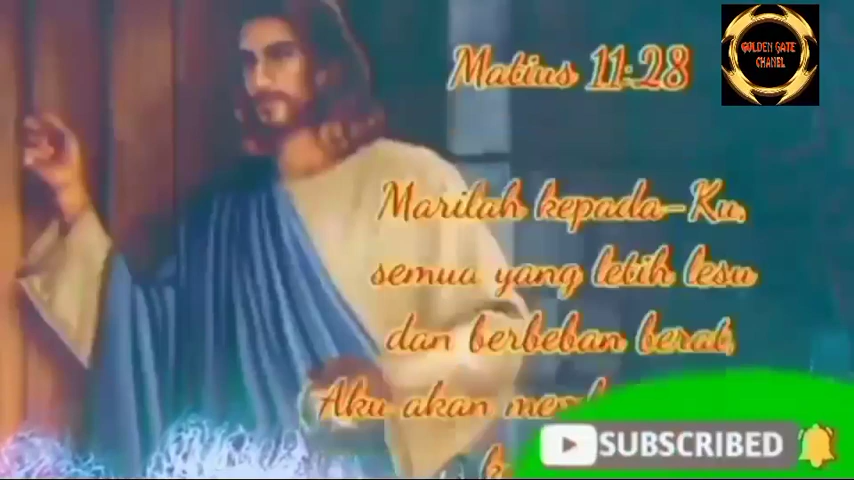 GOLDEN GATE
CHANEL
Matius 11:28
Marilah kepada-Ku,
semua yang letih lesu
dan berbeban berat,
Aku akan
SUBSCRIBED